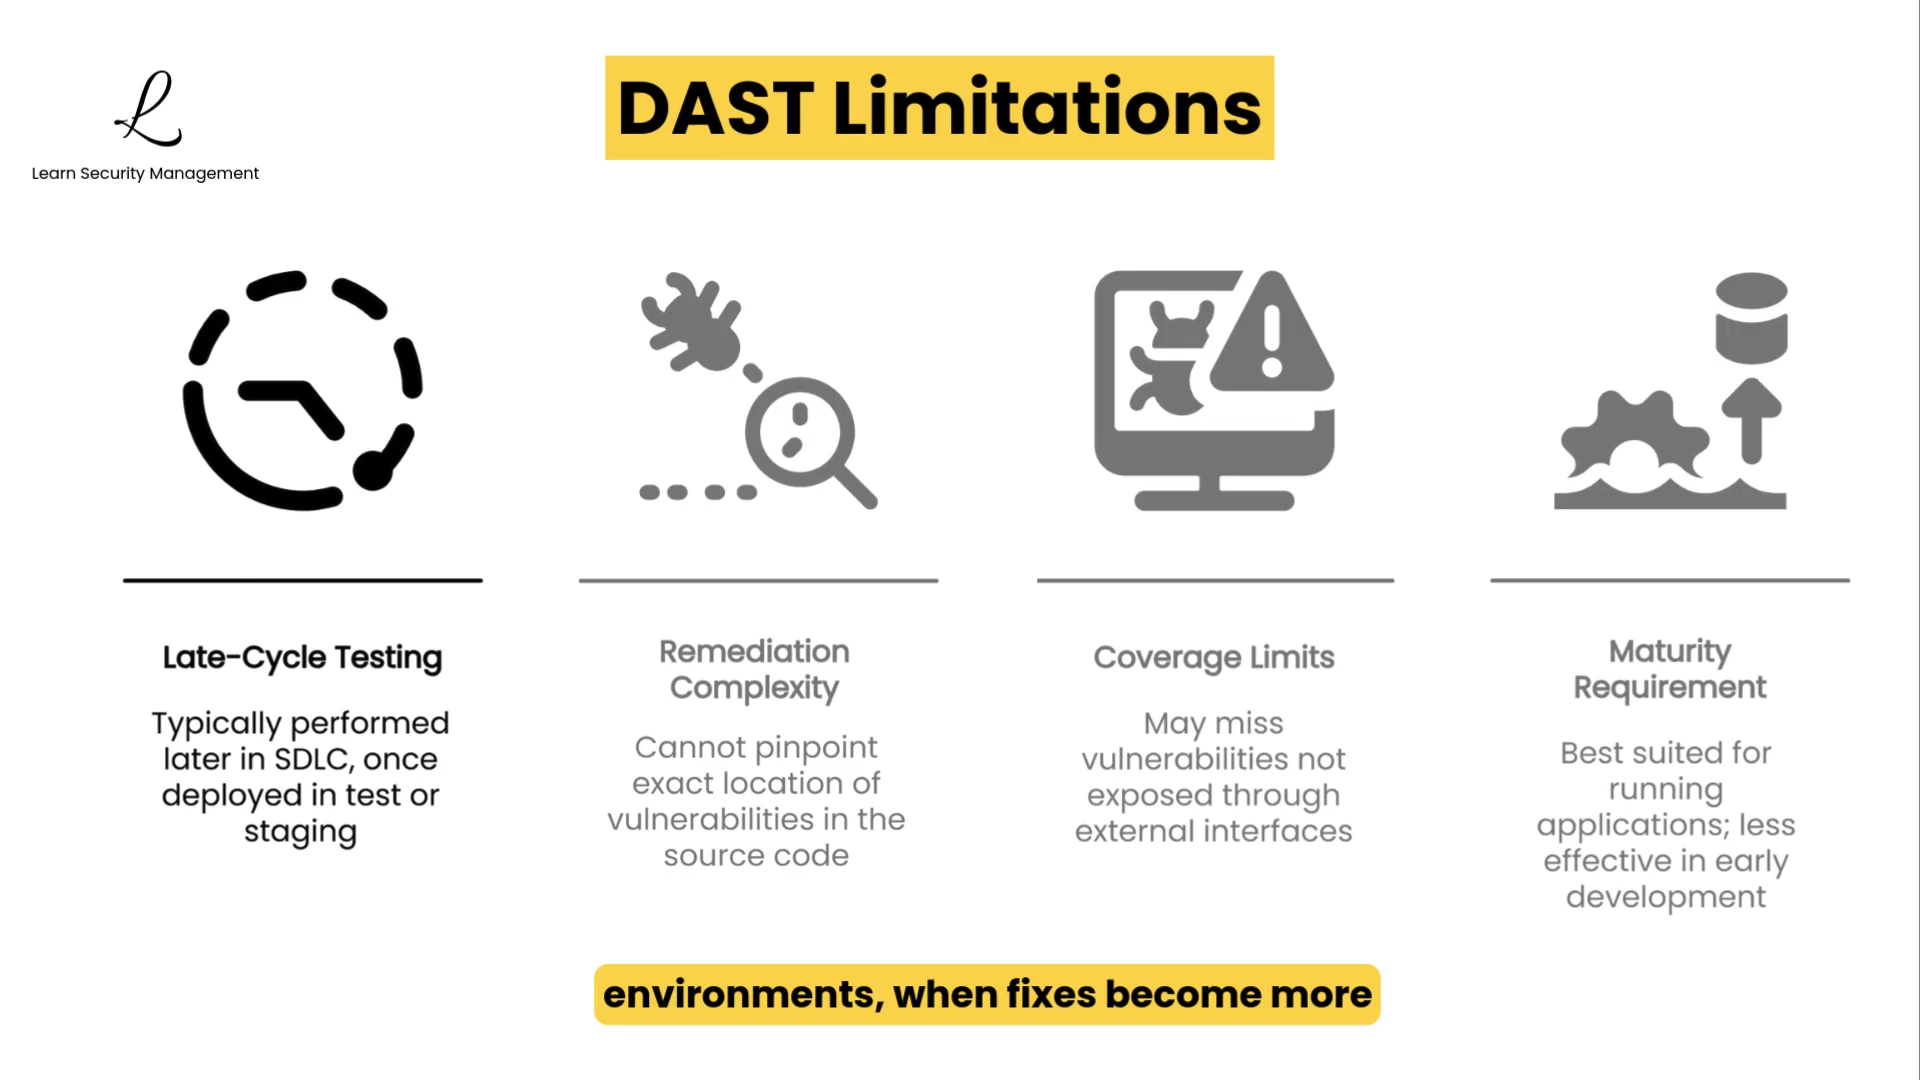 DAST Limitations
L
Learn Security Management
Late-Cycle Testing
Typically performed
later in SDLC, once
deployed in test or
staging
Remediation
Complexity
Cannot pinpoint
exact location of
vulnerabilities in the
source code
Coverage Limits
May miss
vulnerabilities not
exposed through
external interfaces
Maturity
Requirement
Best suited for
running
applications; less
effective in early
development
environments, when fixes become more